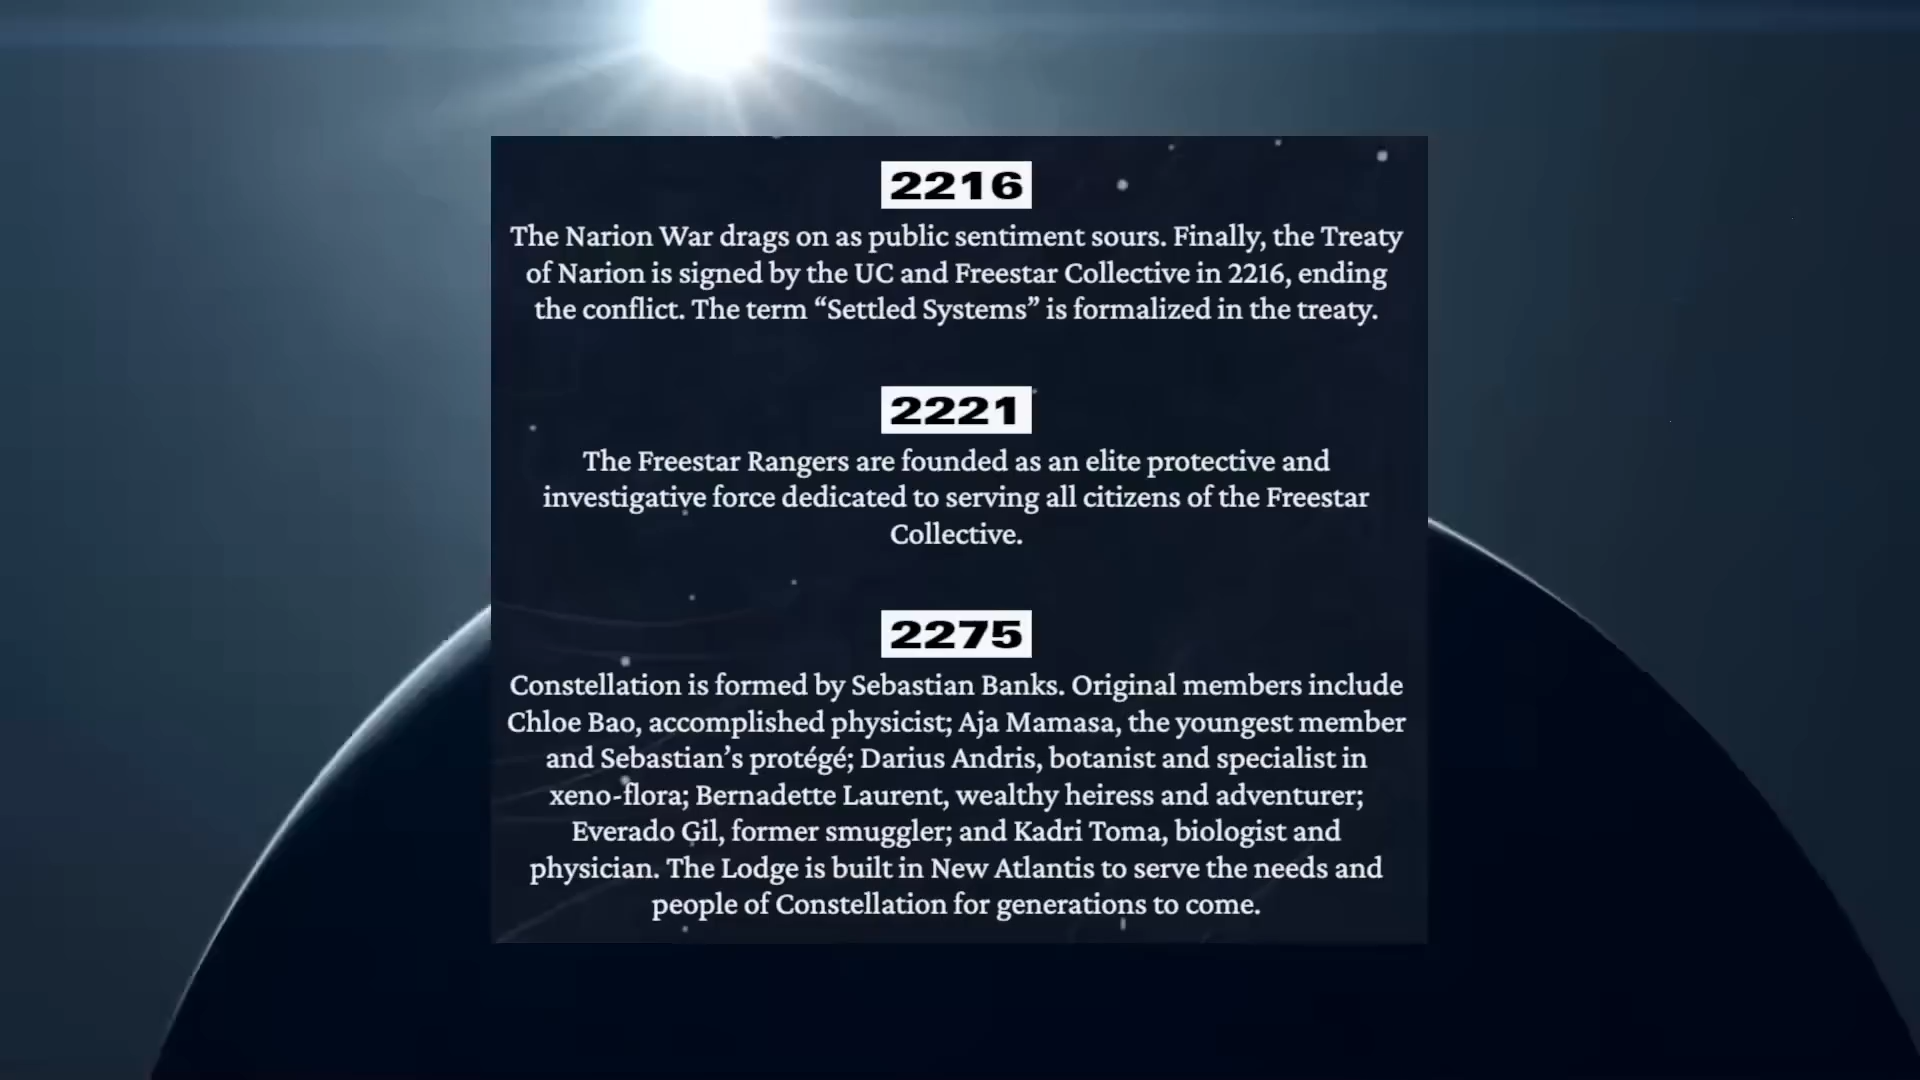 2216
The Narion War drags on as public sentiment sours. Finally, the Treaty
of Narion is signed by the UC and Freestar Collective in 2216, ending
the conflict. The term “Settled Systems” is formalized in the treaty.
2221
The Freestar Rangers are founded as an elite protective and
investigative force dedicated to serving all citizens of the Freestar
Collective.
2275
Constellation is formed by Sebastian Banks. Original members include
Chloe Bao, accomplished physicist; Aja Mamasa, the youngest member
and Sebastian’s protégé; Darius Andris, botanist and specialist in
xeno-flora; Bernadette Laurent, wealthy heiress and adventurer;
Everado Gil, former smuggler; and Kadri Toma, biologist and
physician. The Lodge is built in New Atlantis to serve the needs and
people of Constellation for generations to come.